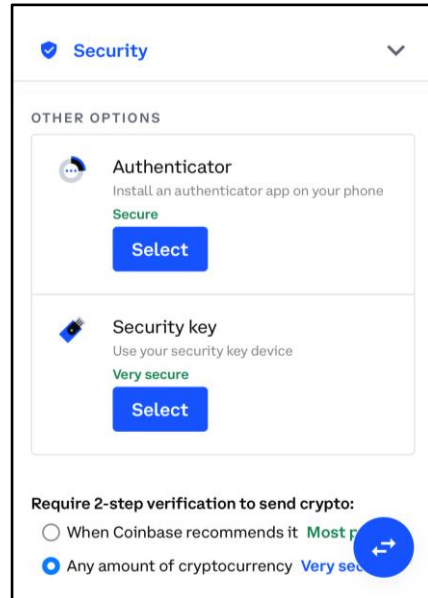 Security
OTHER OPTIONS
Authenticator
Install an authenticator app on your phone
Secure
Select
Security key
Use your security key device
Very secure
Select
Require 2-step verification to send crypto:
When Coinbase recommends it Most
Any amount of cryptocurrency Very